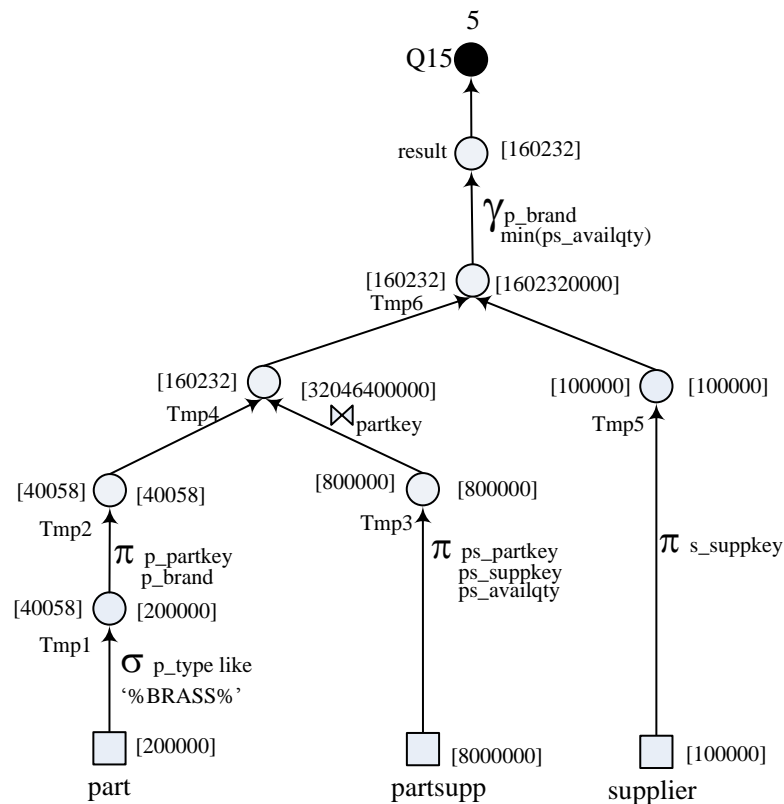 5
Q15
result [160232]
γ p_brand
min(ps_availqty)
[160232] [1602320000]
Tmp6
[160232] [32046400000]
Tmp4 ⋈ partkey
[100000] [100000]
Tmp5
[40058] [40058]
Tmp2
[800000] [800000]
Tmp3
π p_partkey
p_brand
π ps_partkey
ps_suppkey
ps_availqty
π s_suppkey
[40058] [200000]
Tmp1
σ p_type like
‘%BRASS%’
[200000]
[8000000]
[100000]
part
partsupp
supplier